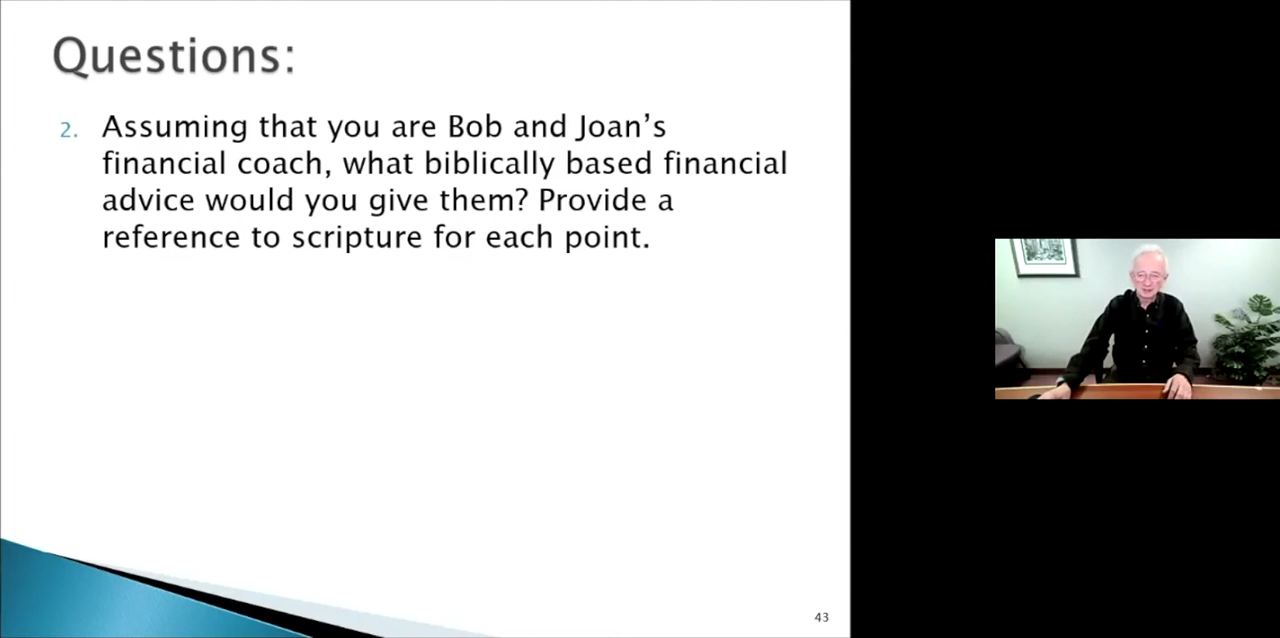 Questions:
2. Assuming that you are Bob and Joan's
financial coach, what biblically based financial
advice would you give them? Provide a
reference to scripture for each point.
43